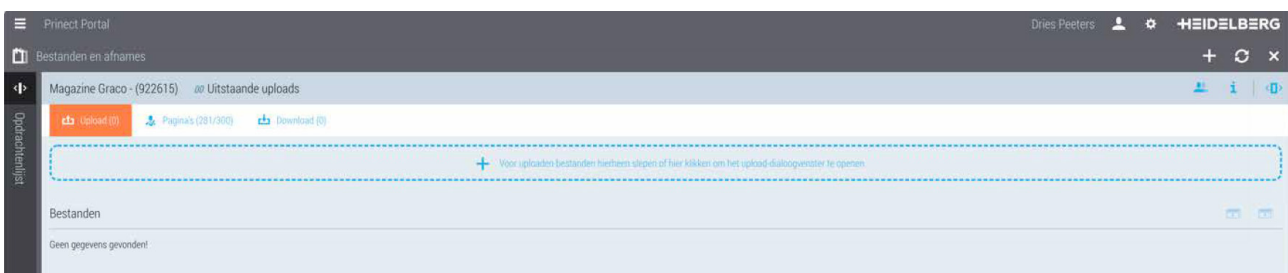 Prinect Portal
Dries Peeters
HEIDELBERG
Bestanden en afnames
Magazine Graco - (922615)
Uitstaande uploads
Upload (0)
Pagina's (281/300)
Download (0)
Opdrachtenlijst
Voor uploaden bestanden hierheen slepen of hier klikken om het upload-dialoogvenster te openen.
Bestanden
Geen gegevens gevonden!